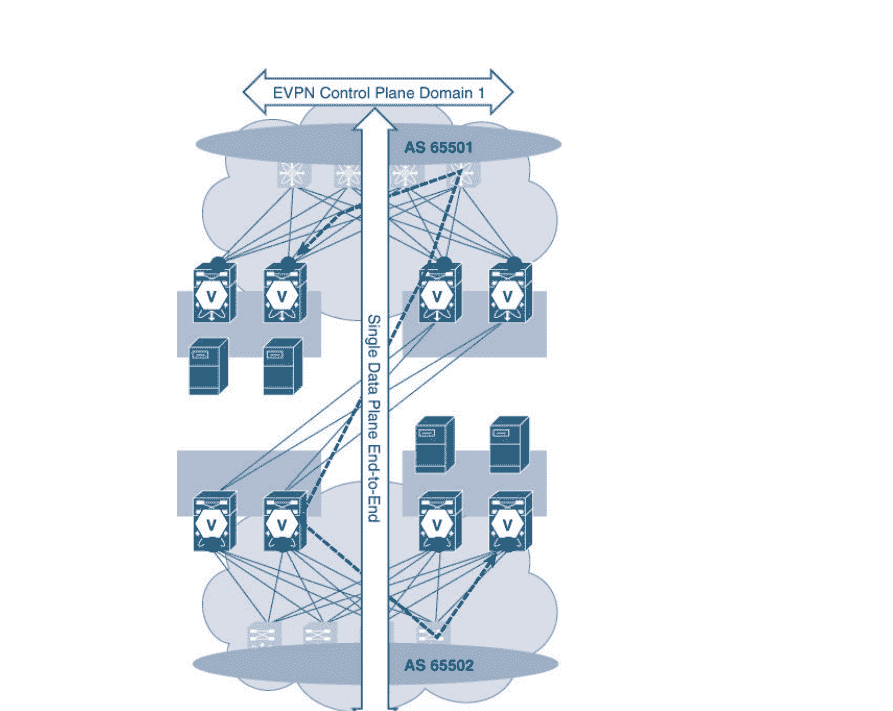 EVPN Control Plane Domain 1
AS 65501
V
V
V
V
Single Data Plane End-to-End
V
V
V
V
AS 65502